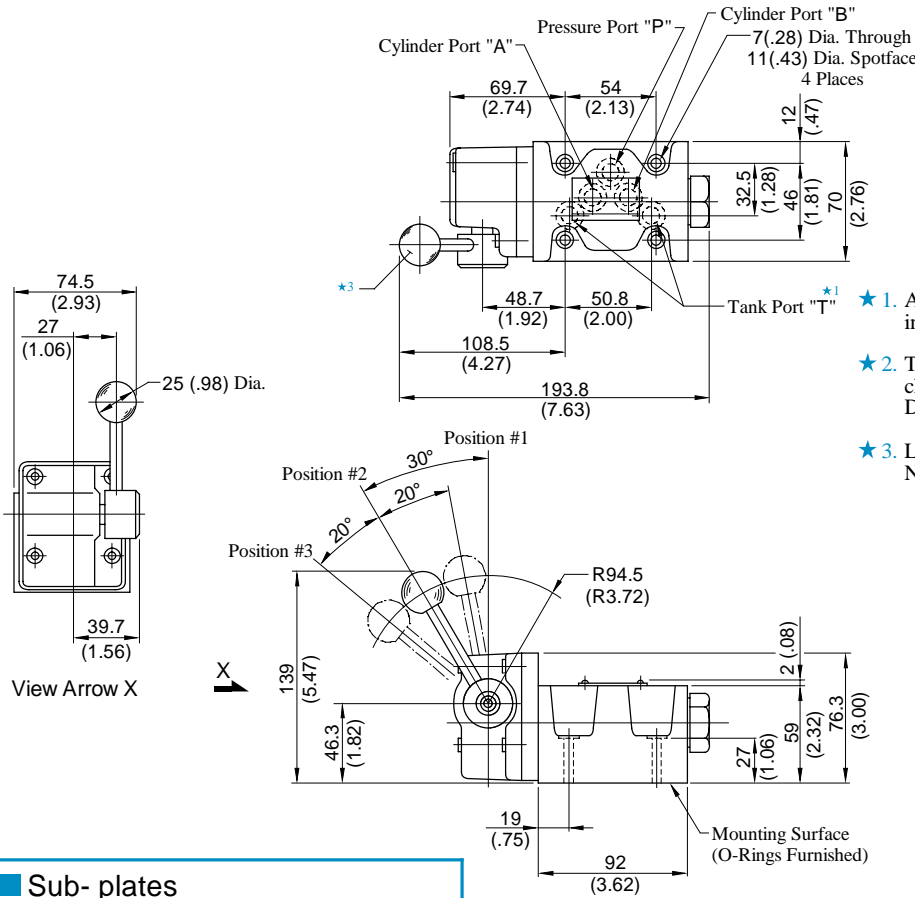 Cylinder Port "B"
Pressure Port "P"
7(.28) Dia. Through
Cylinder Port "A"
11(.43) Dia. Spotface
4 Places
69.7
(2.74)
54
(2.13)
12
(.47)
32.5
(1.28)
46
(1.81)
70
(2.76)
★3
48.7
(1.92)
50.8
(2.00)
Tank Port "T" ★1
108.5
(4.27)
193.8
(7.63)
★ 1. A
in
★ 2. T
cl
D
★ 3. L
N
74.5
(2.93)
27
(1.06)
25 (.98) Dia.
39.7
(1.56)
View Arrow X
X
Position #1
30°
Position #2
20°
20°
Position #3
R94.5
(R3.72)
139
(5.47)
46.3
(1.82)
2 (.08)
27
(1.06)
59
(2.32)
76.3
(3.00)
19
(.75)
92
(3.62)
Mounting Surface
(O-Rings Furnished)
Sub- plates